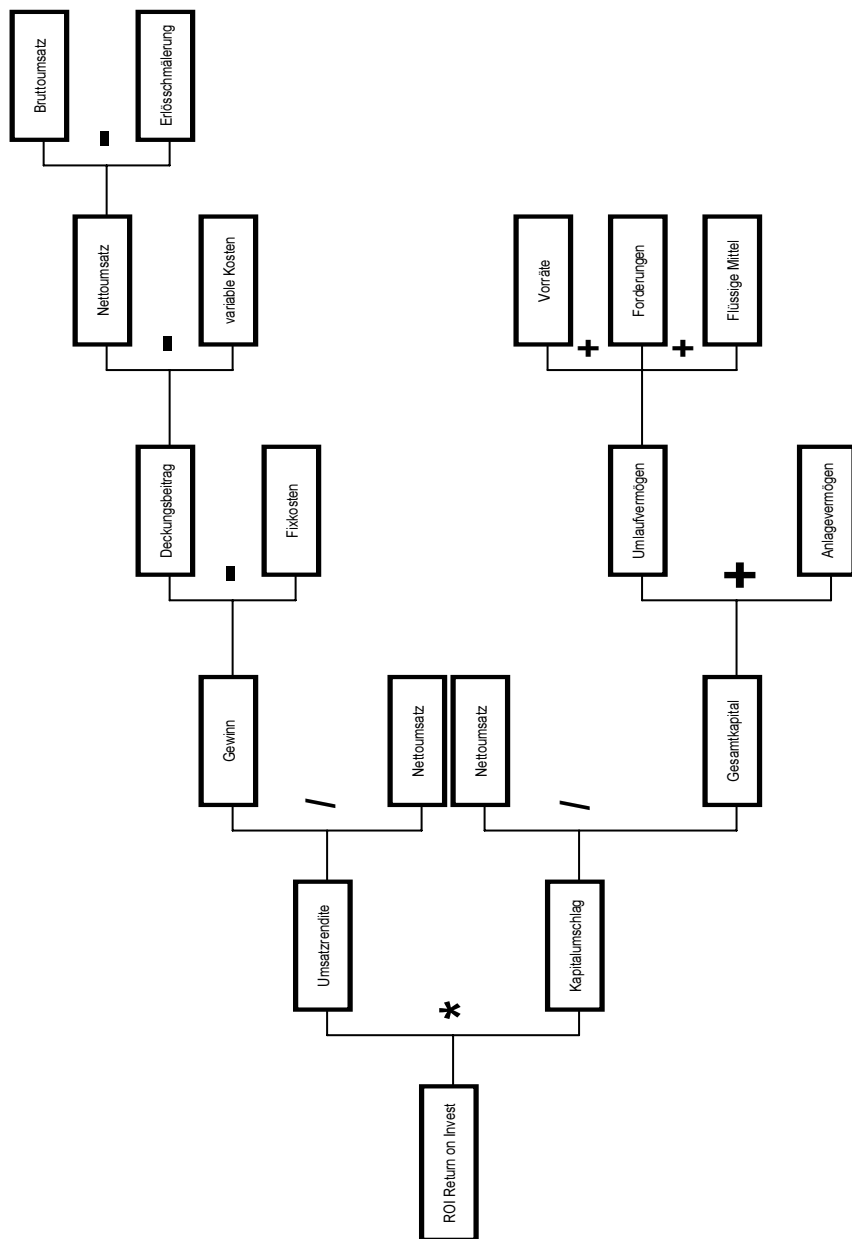 ROI Return on Invest
*
Umsatzrendite
Kapitalumschlag
/
/
Gewinn
Nettoumsatz
Nettoumsatz
Gesamtkapital
-
+
Deckungsbeitrag
Fixkosten
Umlaufvermögen
Anlagevermögen
-
+
+
Nettoumsatz
variable Kosten
Vorräte
Forderungen
Flüssige Mittel
-
Bruttoumsatz
Erlösschmälerung